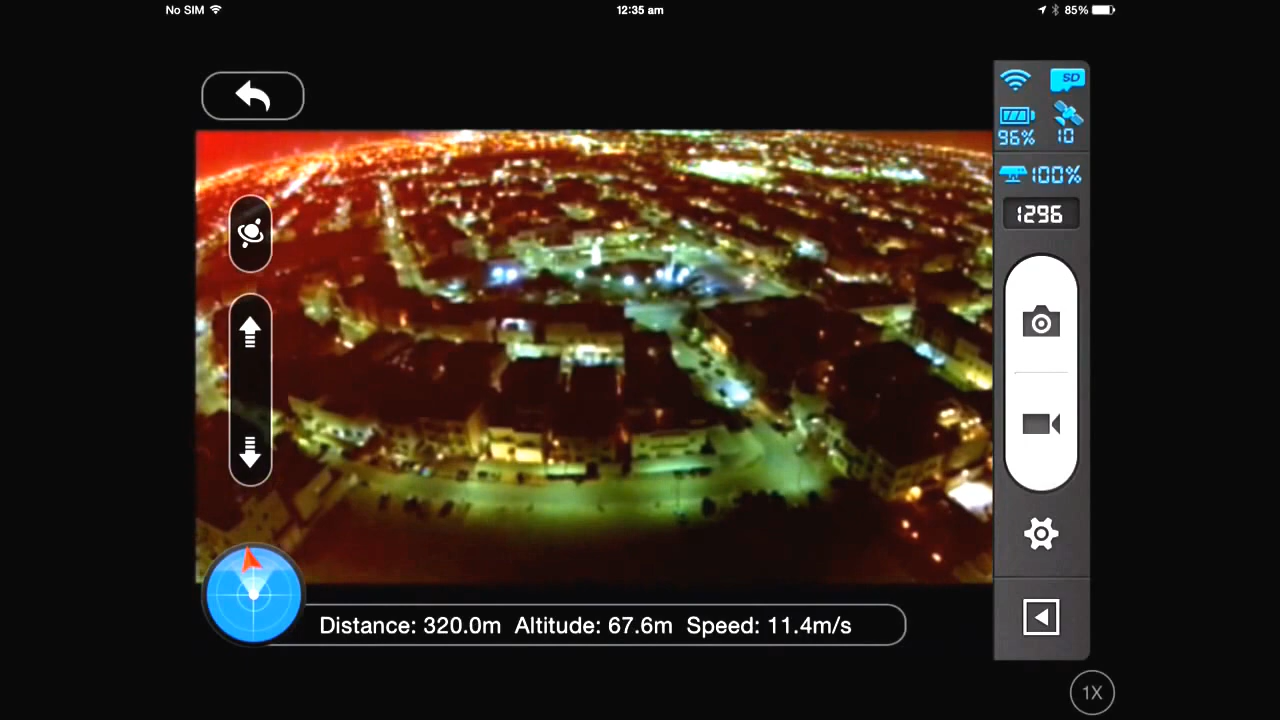 No SIM 12:35 am 85%
SD
96% 10
100%
1296
Distance: 320.0m Altitude: 67.6m Speed: 11.4m/s
1X